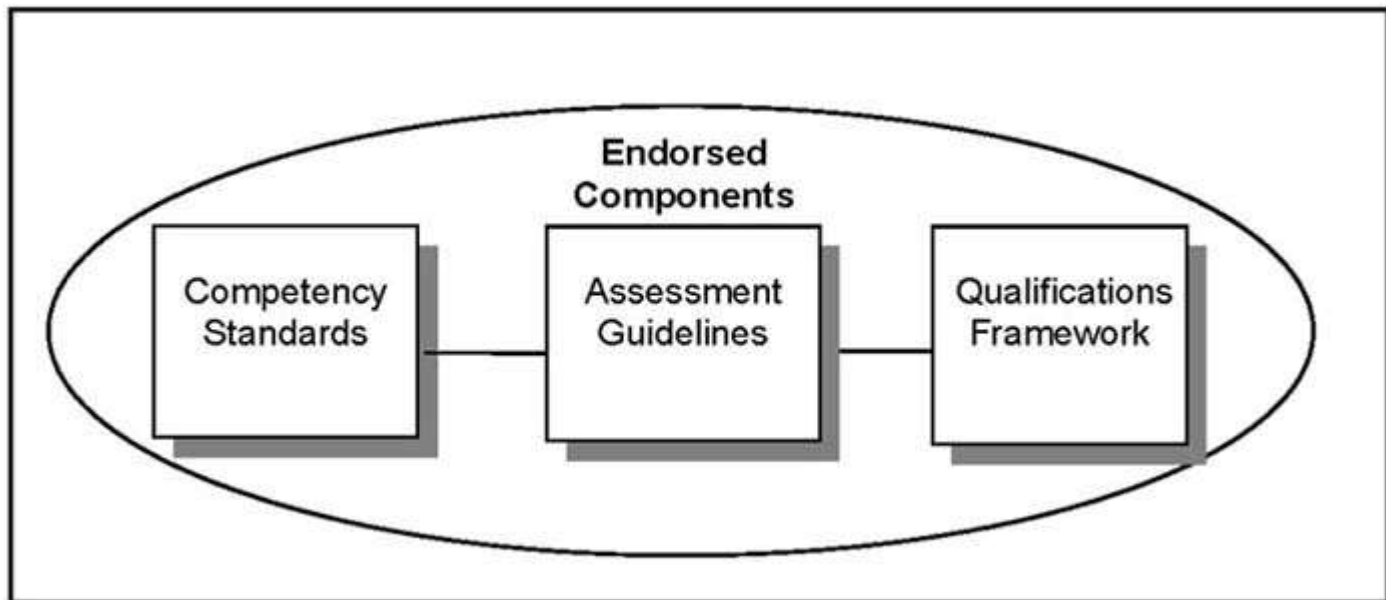 Endorsed
Components
Competency
Standards
Assessment
Guidelines
Qualifications
Framework